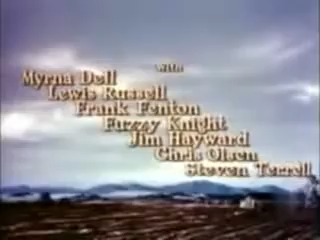 with
Myrna Dell
Lewis Russell
Frank Fenton
Fuzzy Knight
Jim Hayward
Chris Olsen
Steven Terrell